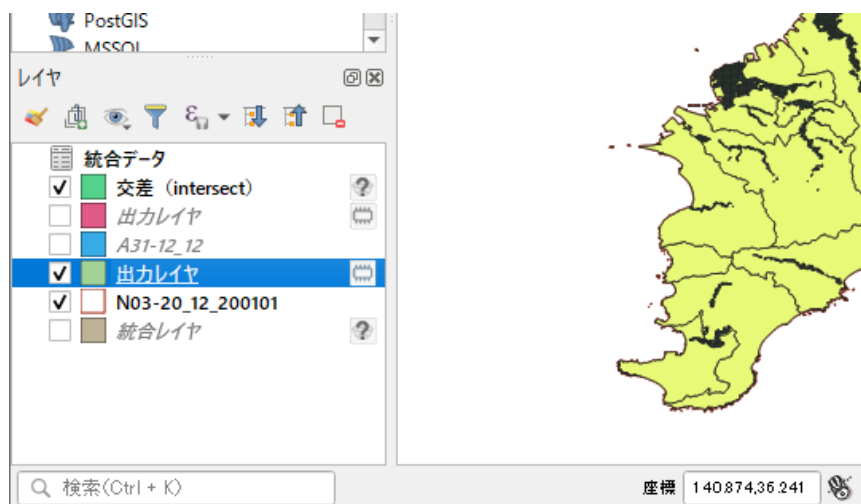 PostGIS
MSSQL
レイヤ
統合データ
交差（intersect）
出力レイヤ
A31-12_12
出力レイヤ
N03-20_12_200101
統合レイヤ
検索(Ctrl + K)
座標 140.874,36.241